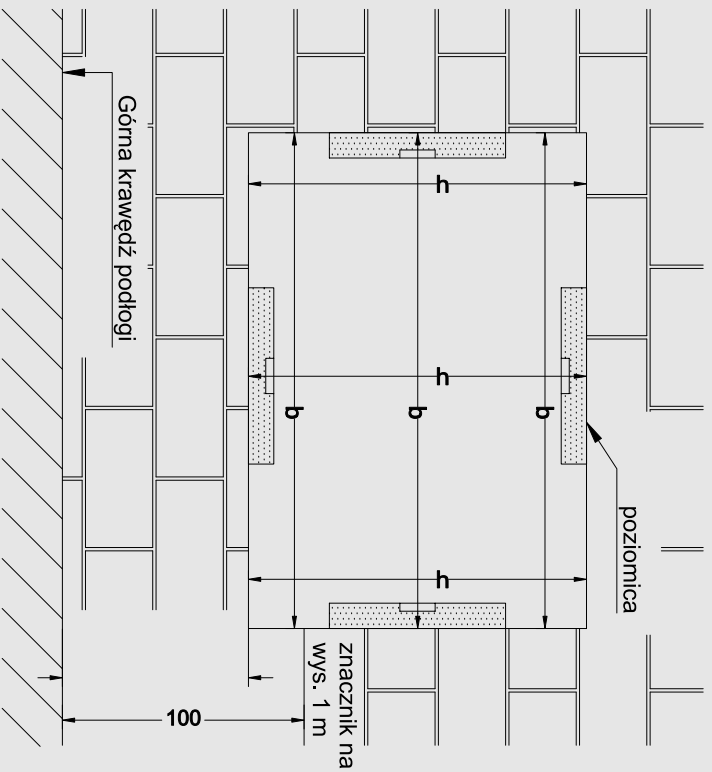 poziomica
b
h
h
h
b
znacznik na
wys. 1 m
b
100
Górna krawędź podłogi